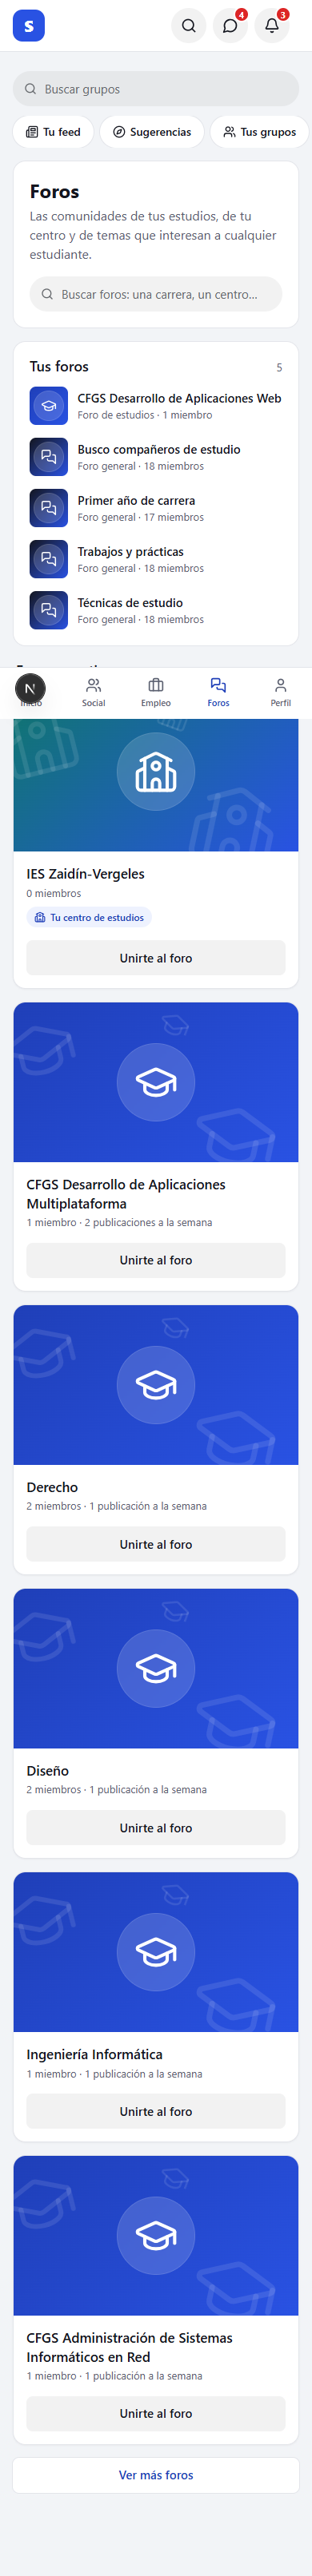 S
4
3
Buscar grupos
Tu feed
Sugerencias
Tus grupos
Foros
Las comunidades de tus estudios, de tu
centro y de temas que interesan a cualquier
estudiante.
Buscar foros: una carrera, un centro...
Tus foros
5
CFGS Desarrollo de Aplicaciones Web
Foro de estudios · 1 miembro
Busco compañeros de estudio
Foro general · 18 miembros
Primer año de carrera
Foro general · 17 miembros
Trabajos y prácticas
Foro general · 18 miembros
Técnicas de estudio
Foro general · 18 miembros
N
Social
Empleo
Foros
Perfil
IES Zaidín-Vergeles
0 miembros
Tu centro de estudios
Unirte al foro
CFGS Desarrollo de Aplicaciones
Multiplataforma
1 miembro · 2 publicaciones a la semana
Unirte al foro
Derecho
2 miembros · 1 publicación a la semana
Unirte al foro
Diseño
2 miembros · 1 publicación a la semana
Unirte al foro
Ingeniería Informática
1 miembro · 1 publicación a la semana
Unirte al foro
CFGS Administración de Sistemas
Informáticos en Red
1 miembro · 1 publicación a la semana
Unirte al foro
Ver más foros